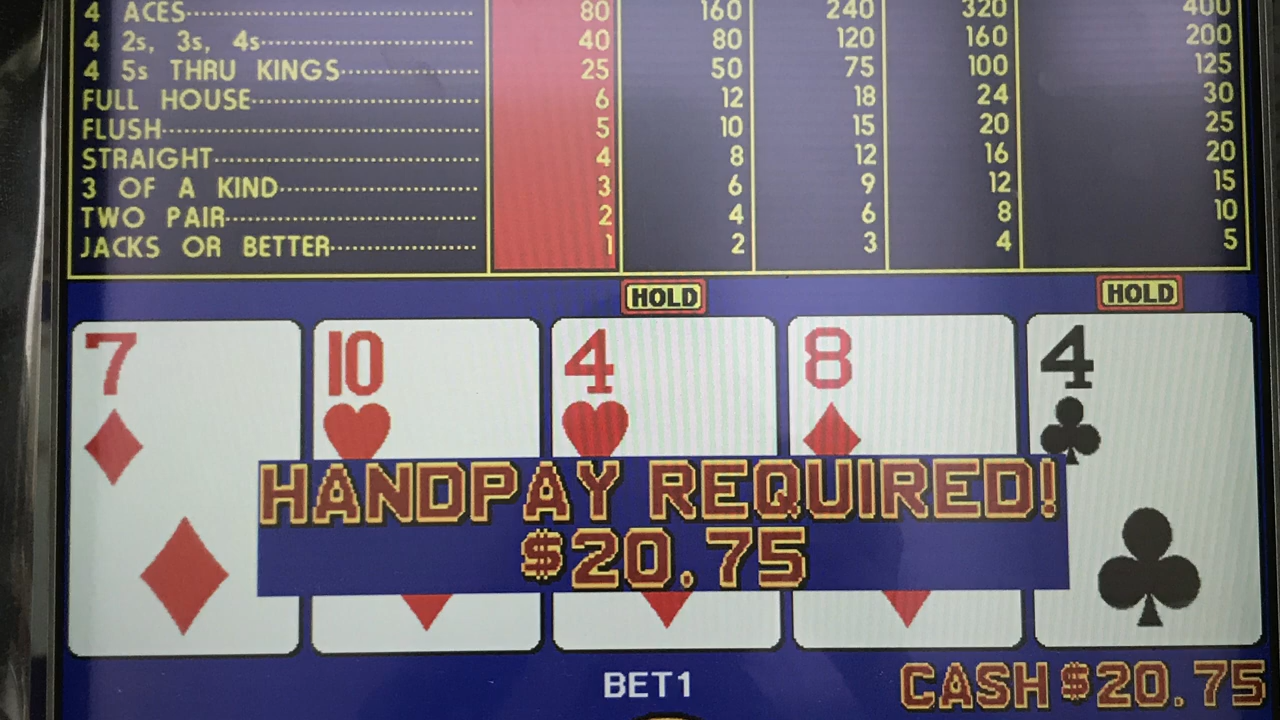 4 ACES 80 160 240 320 400
4 2s, 3s, 4s 40 80 120 160 200
4 5s THRU KINGS 25 50 75 100 125
FULL HOUSE 6 12 18 24 30
FLUSH 5 10 15 20 25
STRAIGHT 4 8 12 16 20
3 OF A KIND 3 6 9 12 15
TWO PAIR 2 4 6 8 10
JACKS OR BETTER 1 2 3 4 5
HOLD HOLD
7 10 4 8 4
HANDPAY REQUIRED!
$20.75
BET1 CASH $20.75